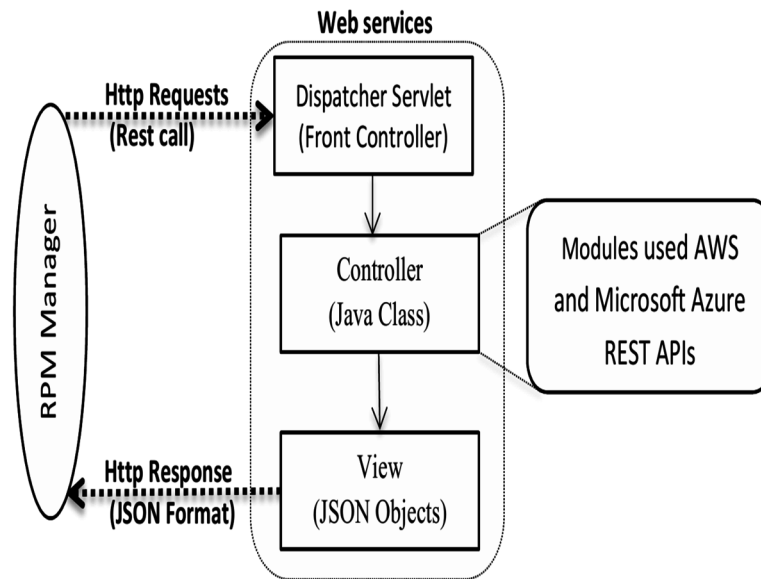 Web services
Http Requests
(Rest call)
Dispatcher Servlet
(Front Controller)
RPM Manager
Controller
(Java Class)
Modules used AWS
and Microsoft Azure
REST APIs
View
(JSON Objects)
Http Response
(JSON Format)